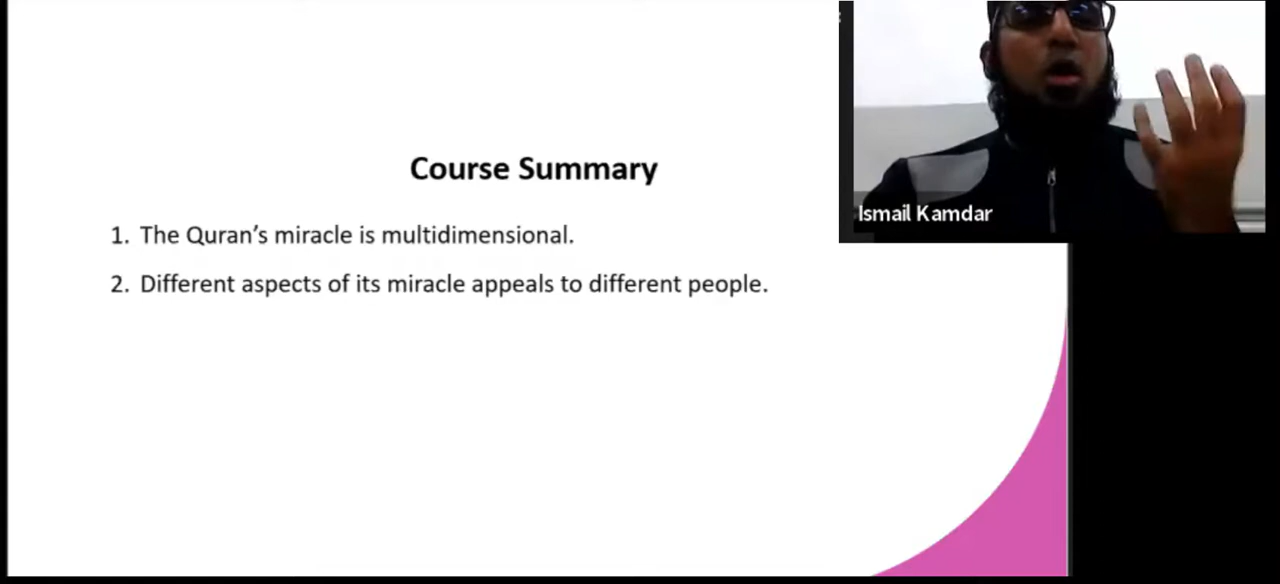 Course Summary
1. The Quran's miracle is multidimensional.
2. Different aspects of its miracle appeals to different people.
Ismail Kamdar